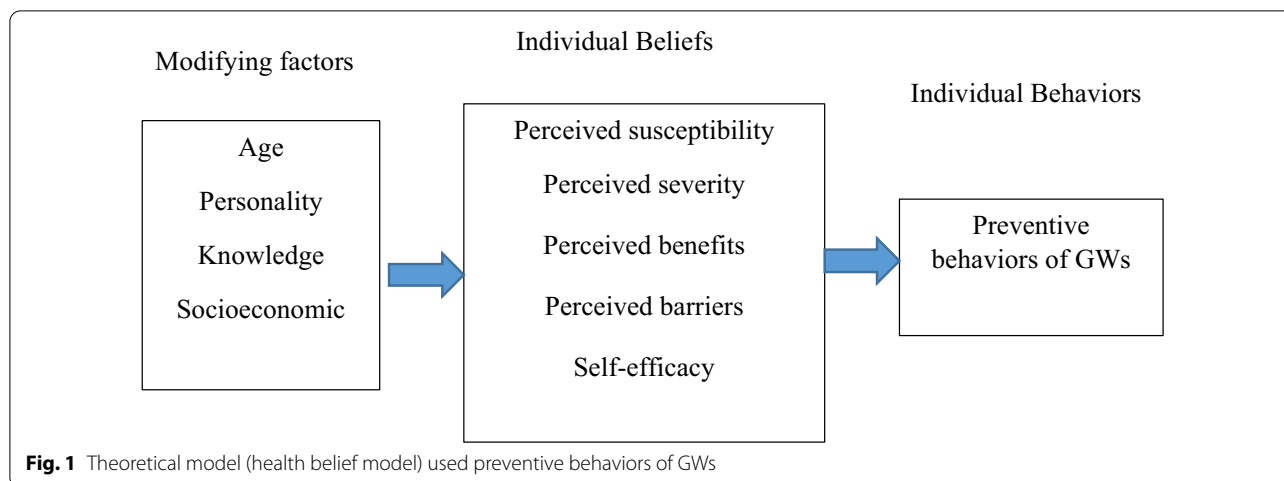 Modifying factors
Age
Personality
Knowledge
Socioeconomic
Individual Beliefs
Perceived susceptibility
Perceived severity
Perceived benefits
Perceived barriers
Self-efficacy
Individual Behaviors
Preventive
behaviors of GWs
Fig. 1 Theoretical model (health belief model) used preventive behaviors of GWs